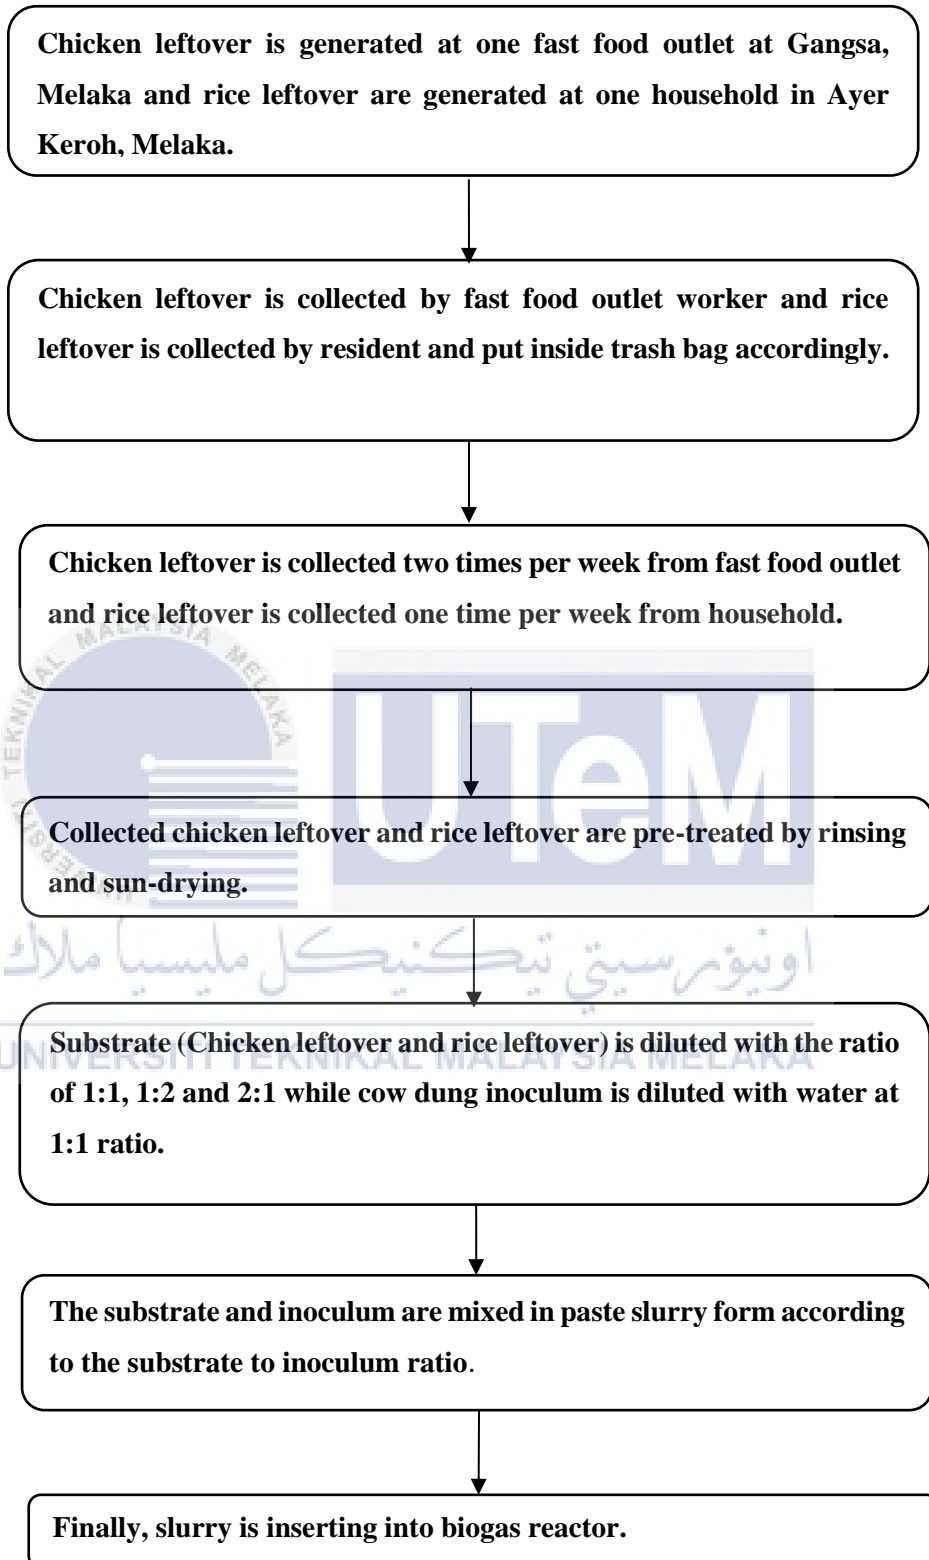 Chicken leftover is generated at one fast food outlet at Gangsa,
Melaka and rice leftover are generated at one household in Ayer
Keroh, Melaka.
Chicken leftover is collected by fast food outlet worker and rice
leftover is collected by resident and put inside trash bag accordingly.
Chicken leftover is collected two times per week from fast food outlet
and rice leftover is collected one time per week from household.
UNIVERSITI TEKNIKAL MALAYSIA MELAKA
UTeM
Collected chicken leftover and rice leftover are pre-treated by rinsing
and sun-drying.
اونيۏرسيتي تيكنيكل مليسيا ملاك
Substrate (Chicken leftover and rice leftover) is diluted with the ratio
UNIVERSITI TEKNIKAL MALAYSIA MELAKA
of 1:1, 1:2 and 2:1 while cow dung inoculum is diluted with water at
1:1 ratio.
The substrate and inoculum are mixed in paste slurry form according
to the substrate to inoculum ratio.
Finally, slurry is inserting into biogas reactor.